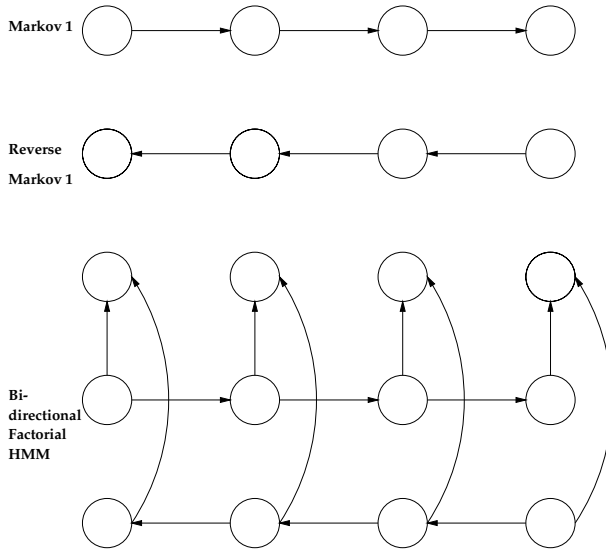 Markov 1
Reverse
Markov 1
Bi-
directional
Factorial
HMM